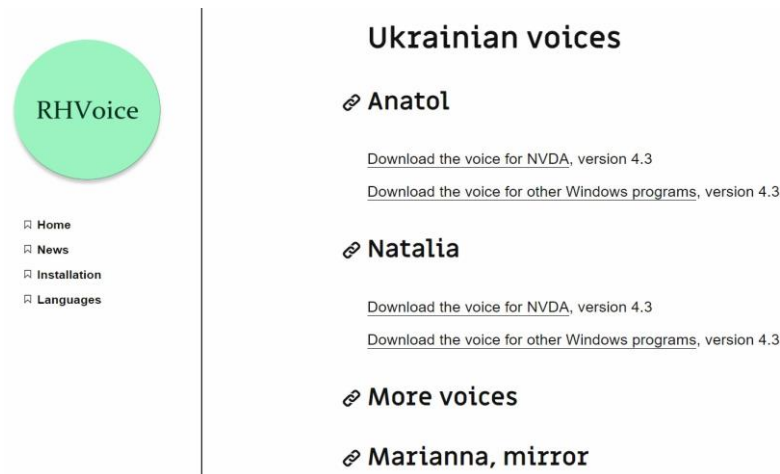 RHVoice
Home
News
Installation
Languages
Ukrainian voices
Anatol
Download the voice for NVDA, version 4.3
Download the voice for other Windows programs, version 4.3
Natalia
Download the voice for NVDA, version 4.3
Download the voice for other Windows programs, version 4.3
More voices
Marianna, mirror